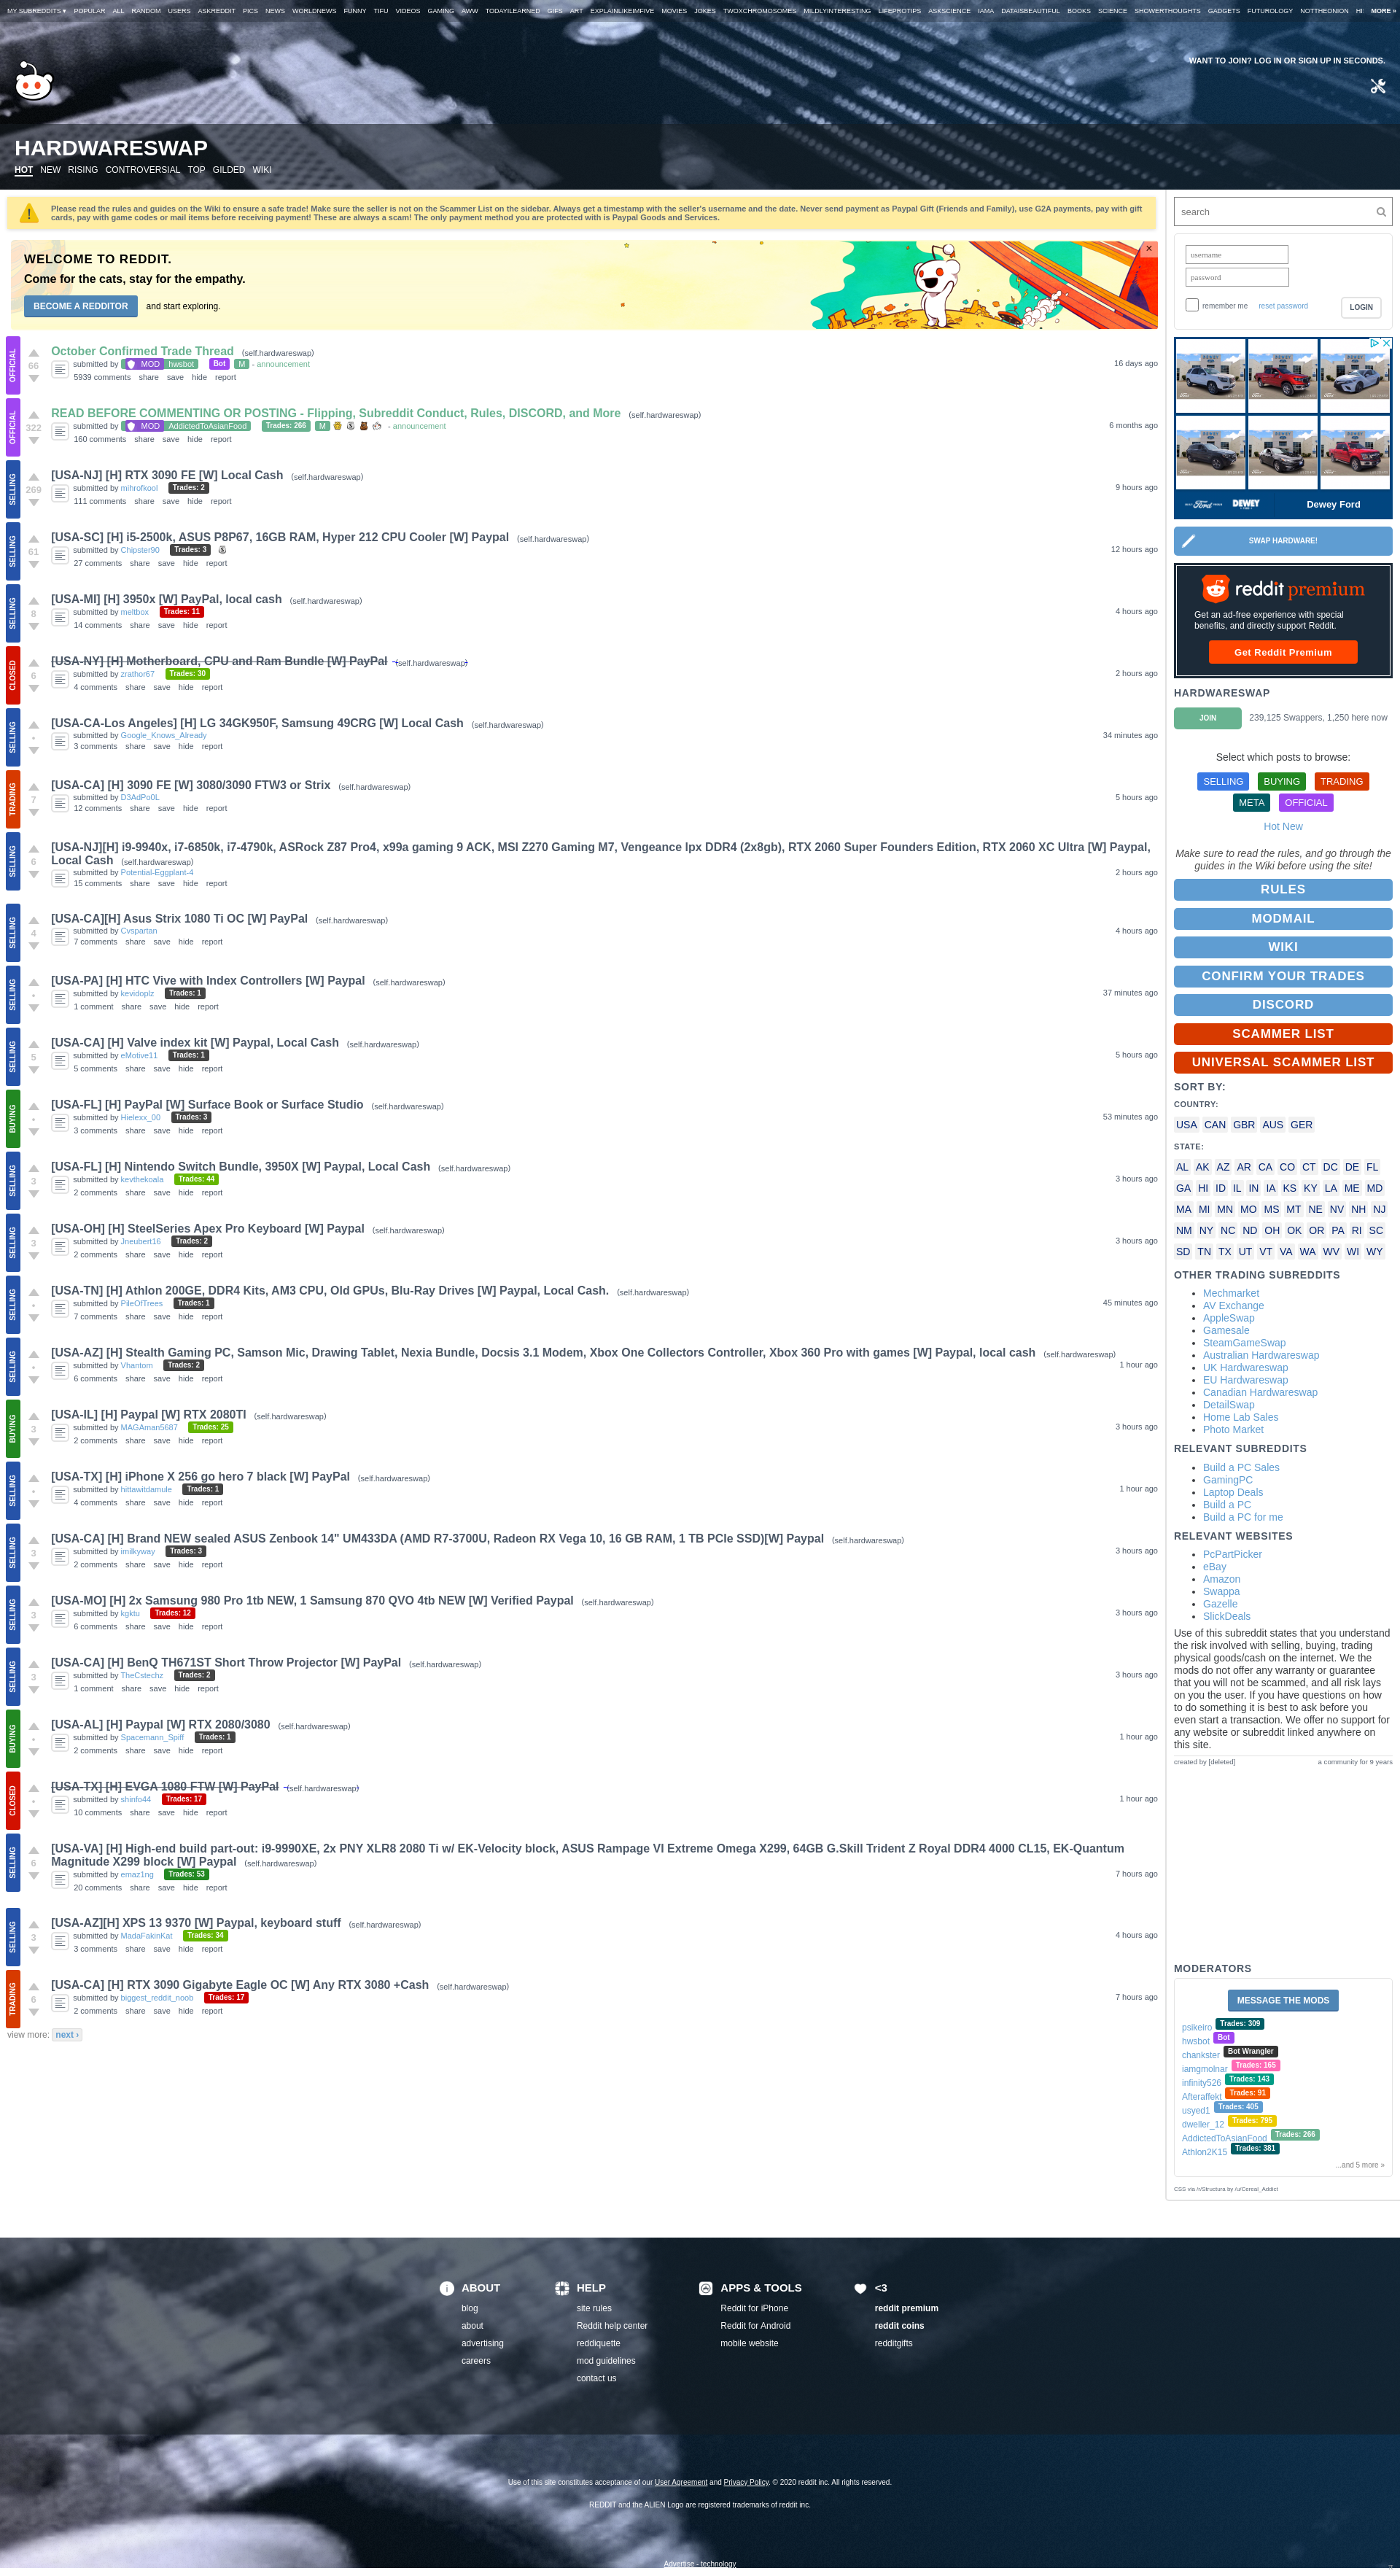 MY SUBREDDITS ▾ POPULAR ALL RANDOM USERS ASKREDDIT PICS NEWS WORLDNEWS FUNNY TIFU VIDEOS GAMING AWW TODAYILEARNED GIFS ART EXPLAINLIKEIMFIVE MOVIES JOKES TWOXCHROMOSOMES MILDLYINTERESTING LIFEPROTIPS ASKSCIENCE IAMA DATAISBEAUTIFUL BOOKS SCIENCE SHOWERTHOUGHTS GADGETS FUTUROLOGY NOTTHEONION HI MORE »
WANT TO JOIN? LOG IN OR SIGN UP IN SECONDS.
HARDWARESWAP
HOT NEW RISING CONTROVERSIAL TOP GILDED WIKI
Please read the rules and guides on the Wiki to ensure a safe trade! Make sure the seller is not on the Scammer List on the sidebar. Always get a timestamp with the seller's username and the date. Never send payment as Paypal Gift (Friends and Family), use G2A payments, pay with gift
cards, pay with game codes or mail items before receiving payment! These are always a scam! The only payment method you are protected with is Paypal Goods and Services.
WELCOME TO REDDIT.
Come for the cats, stay for the empathy.
BECOME A REDDITOR and start exploring.
×
OFFICIAL
66
October Confirmed Trade Thread (self.hardwareswap)
submitted by MOD hwsbot Bot M - announcement
16 days ago
5939 comments share save hide report
OFFICIAL
322
READ BEFORE COMMENTING OR POSTING - Flipping, Subreddit Conduct, Rules, DISCORD, and More (self.hardwareswap)
submitted by MOD AddictedToAsianFood Trades: 266 M - announcement
6 months ago
160 comments share save hide report
SELLING
269
[USA-NJ] [H] RTX 3090 FE [W] Local Cash (self.hardwareswap)
submitted by mihrofkool Trades: 2
9 hours ago
111 comments share save hide report
SELLING
61
[USA-SC] [H] i5-2500k, ASUS P8P67, 16GB RAM, Hyper 212 CPU Cooler [W] Paypal (self.hardwareswap)
submitted by Chipster90 Trades: 3
12 hours ago
27 comments share save hide report
SELLING
8
[USA-MI] [H] 3950x [W] PayPal, local cash (self.hardwareswap)
submitted by meltbox Trades: 11
4 hours ago
14 comments share save hide report
CLOSED
6
[USA-NY] [H] Motherboard, CPU and Ram Bundle [W] PayPal (self.hardwareswap)
submitted by zrathor67 Trades: 30
2 hours ago
4 comments share save hide report
SELLING
•
[USA-CA-Los Angeles] [H] LG 34GK950F, Samsung 49CRG [W] Local Cash (self.hardwareswap)
submitted by Google_Knows_Already
34 minutes ago
3 comments share save hide report
TRADING
7
[USA-CA] [H] 3090 FE [W] 3080/3090 FTW3 or Strix (self.hardwareswap)
submitted by D3AdPo0L
5 hours ago
12 comments share save hide report
SELLING
6
[USA-NJ][H] i9-9940x, i7-6850k, i7-4790k, ASRock Z87 Pro4, x99a gaming 9 ACK, MSI Z270 Gaming M7, Vengeance lpx DDR4 (2x8gb), RTX 2060 Super Founders Edition, RTX 2060 XC Ultra [W] Paypal,
Local Cash (self.hardwareswap)
submitted by Potential-Eggplant-4
2 hours ago
15 comments share save hide report
SELLING
4
[USA-CA][H] Asus Strix 1080 Ti OC [W] PayPal (self.hardwareswap)
submitted by Cvspartan
4 hours ago
7 comments share save hide report
SELLING
•
[USA-PA] [H] HTC Vive with Index Controllers [W] Paypal (self.hardwareswap)
submitted by kevidoplz Trades: 1
37 minutes ago
1 comment share save hide report
SELLING
5
[USA-CA] [H] Valve index kit [W] Paypal, Local Cash (self.hardwareswap)
submitted by eMotive11 Trades: 1
5 hours ago
5 comments share save hide report
BUYING
•
[USA-FL] [H] PayPal [W] Surface Book or Surface Studio (self.hardwareswap)
submitted by Hielexx_00 Trades: 3
53 minutes ago
3 comments share save hide report
SELLING
3
[USA-FL] [H] Nintendo Switch Bundle, 3950X [W] Paypal, Local Cash (self.hardwareswap)
submitted by kevthekoala Trades: 44
3 hours ago
2 comments share save hide report
SELLING
3
[USA-OH] [H] SteelSeries Apex Pro Keyboard [W] Paypal (self.hardwareswap)
submitted by Jneubert16 Trades: 2
3 hours ago
2 comments share save hide report
SELLING
•
[USA-TN] [H] Athlon 200GE, DDR4 Kits, AM3 CPU, Old GPUs, Blu-Ray Drives [W] Paypal, Local Cash. (self.hardwareswap)
submitted by PileOfTrees Trades: 1
45 minutes ago
7 comments share save hide report
SELLING
•
[USA-AZ] [H] Stealth Gaming PC, Samson Mic, Drawing Tablet, Nexia Bundle, Docsis 3.1 Modem, Xbox One Collectors Controller, Xbox 360 Pro with games [W] Paypal, local cash (self.hardwareswap)
submitted by Vhantom Trades: 2
1 hour ago
6 comments share save hide report
BUYING
3
[USA-IL] [H] Paypal [W] RTX 2080TI (self.hardwareswap)
submitted by MAGAman5687 Trades: 25
3 hours ago
2 comments share save hide report
SELLING
•
[USA-TX] [H] iPhone X 256 go hero 7 black [W] PayPal (self.hardwareswap)
submitted by hittawitdamule Trades: 1
1 hour ago
4 comments share save hide report
SELLING
3
[USA-CA] [H] Brand NEW sealed ASUS Zenbook 14" UM433DA (AMD R7-3700U, Radeon RX Vega 10, 16 GB RAM, 1 TB PCIe SSD)[W] Paypal (self.hardwareswap)
submitted by imilkyway Trades: 3
3 hours ago
2 comments share save hide report
SELLING
3
[USA-MO] [H] 2x Samsung 980 Pro 1tb NEW, 1 Samsung 870 QVO 4tb NEW [W] Verified Paypal (self.hardwareswap)
submitted by kgktu Trades: 12
3 hours ago
6 comments share save hide report
SELLING
3
[USA-CA] [H] BenQ TH671ST Short Throw Projector [W] PayPal (self.hardwareswap)
submitted by TheCstechz Trades: 2
3 hours ago
1 comment share save hide report
BUYING
•
[USA-AL] [H] Paypal [W] RTX 2080/3080 (self.hardwareswap)
submitted by Spacemann_Spiff Trades: 1
1 hour ago
2 comments share save hide report
CLOSED
•
[USA-TX] [H] EVGA 1080 FTW [W] PayPal (self.hardwareswap)
submitted by shinfo44 Trades: 17
1 hour ago
10 comments share save hide report
SELLING
6
[USA-VA] [H] High-end build part-out: i9-9990XE, 2x PNY XLR8 2080 Ti w/ EK-Velocity block, ASUS Rampage VI Extreme Omega X299, 64GB G.Skill Trident Z Royal DDR4 4000 CL15, EK-Quantum
Magnitude X299 block [W] Paypal (self.hardwareswap)
submitted by emaz1ng Trades: 53
7 hours ago
20 comments share save hide report
SELLING
3
[USA-AZ][H] XPS 13 9370 [W] Paypal, keyboard stuff (self.hardwareswap)
submitted by MadaFakinKat Trades: 34
4 hours ago
3 comments share save hide report
TRADING
6
[USA-CA] [H] RTX 3090 Gigabyte Eagle OC [W] Any RTX 3080 +Cash (self.hardwareswap)
submitted by biggest_reddit_noob Trades: 17
7 hours ago
2 comments share save hide report
view more: next ›
search
username
password
remember me reset password LOGIN
Ford DEWEY Dewey Ford
SWAP HARDWARE!
reddit premium
Get an ad-free experience with special
benefits, and directly support Reddit.
Get Reddit Premium
HARDWARESWAP
JOIN 239,125 Swappers, 1,250 here now
Select which posts to browse:
SELLING BUYING TRADING
META OFFICIAL
Hot New
Make sure to read the rules, and go through the
guides in the Wiki before using the site!
RULES
MODMAIL
WIKI
CONFIRM YOUR TRADES
DISCORD
SCAMMER LIST
UNIVERSAL SCAMMER LIST
SORT BY:
COUNTRY:
USA CAN GBR AUS GER
STATE:
AL AK AZ AR CA CO CT DC DE FL
GA HI ID IL IN IA KS KY LA ME MD
MA MI MN MO MS MT NE NV NH NJ
NM NY NC ND OH OK OR PA RI SC
SD TN TX UT VT VA WA WV WI WY
OTHER TRADING SUBREDDITS
• Mechmarket
• AV Exchange
• AppleSwap
• Gamesale
• SteamGameSwap
• Australian Hardwareswap
• UK Hardwareswap
• EU Hardwareswap
• Canadian Hardwareswap
• DetailSwap
• Home Lab Sales
• Photo Market
RELEVANT SUBREDDITS
• Build a PC Sales
• GamingPC
• Laptop Deals
• Build a PC
• Build a PC for me
RELEVANT WEBSITES
• PcPartPicker
• eBay
• Amazon
• Swappa
• Gazelle
• SlickDeals
Use of this subreddit states that you understand
the risk involved with selling, buying, trading
physical goods/cash on the internet. We the
mods do not offer any warranty or guarantee
that you will not be scammed, and all risk lays
on you the user. If you have questions on how
to do something it is best to ask before you
even start a transaction. We offer no support for
any website or subreddit linked anywhere on
this site.
created by [deleted] a community for 9 years
MODERATORS
MESSAGE THE MODS
psikeiro Trades: 309
hwsbot Bot
chankster Bot Wrangler
iamgmolnar Trades: 165
infinity526 Trades: 143
Afteraffekt Trades: 91
usyed1 Trades: 405
dweller_12 Trades: 795
AddictedToAsianFood Trades: 266
Athlon2K15 Trades: 381
...and 5 more »
CSS via /r/Structura by /u/Cereal_Addict
ABOUT
blog
about
advertising
careers
HELP
site rules
Reddit help center
reddiquette
mod guidelines
contact us
APPS & TOOLS
Reddit for iPhone
Reddit for Android
mobile website
<3
reddit premium
reddit coins
redditgifts
Use of this site constitutes acceptance of our User Agreement and Privacy Policy. © 2020 reddit inc. All rights reserved.
REDDIT and the ALIEN Logo are registered trademarks of reddit inc.
Advertise - technology